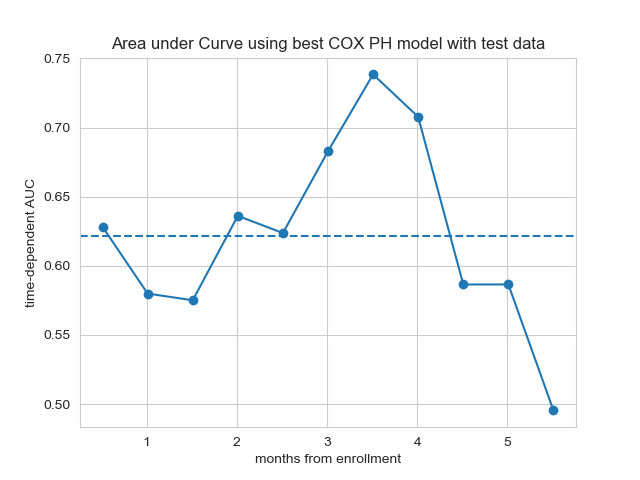 Area under Curve using best COX PH model with test data
0.75
0.70
0.65
0.60
0.55
0.50
time-dependent AUC
1 2 3 4 5
months from enrollment